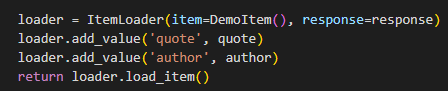 loader = ItemLoader(item=DemoItem(), response=response)
loader.add_value('quote', quote)
loader.add_value('author', author)
return loader.load_item()